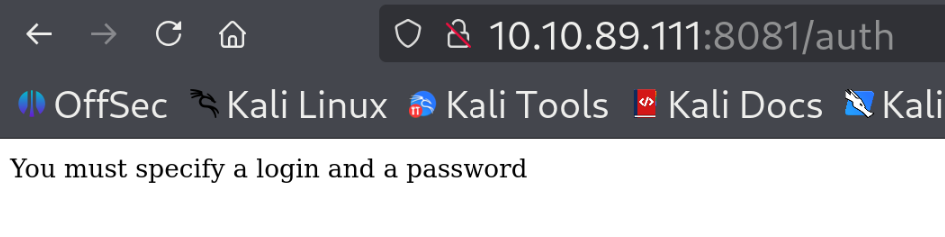 10.10.89.111:8081/auth
OffSec Kali Linux Kali Tools Kali Docs Kali
You must specify a login and a password